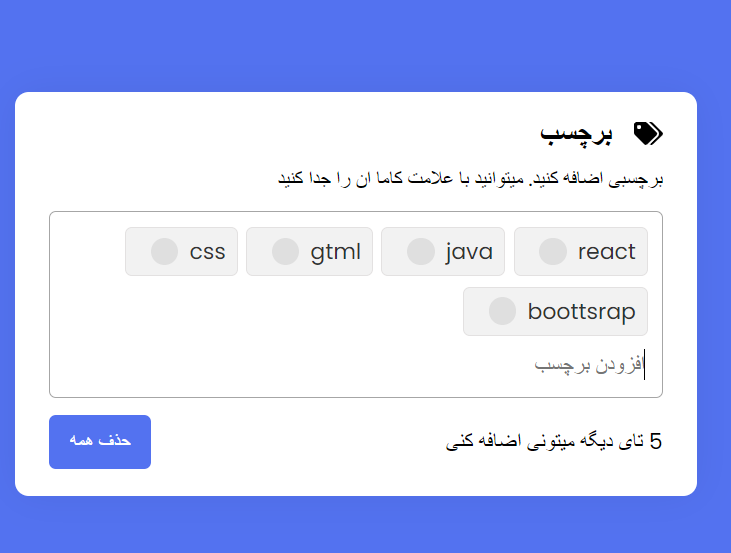 برچسب
برچسبی اضافه کنید. میتوانید با علامت کاما ان را جدا کنید
react java gtml css
boottsrap
افزودن برچسب
5 تای دیگه میتونی اضافه کنی
حذف همه